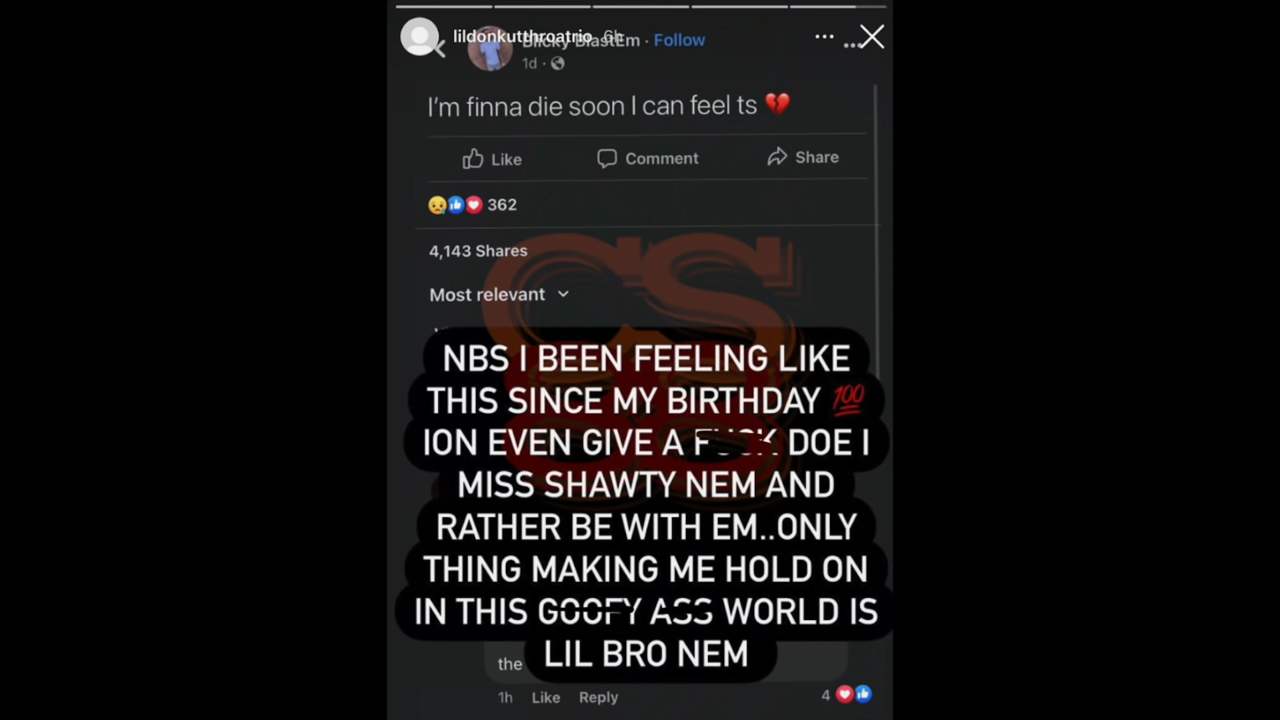 lildonkutthroatrio 6h
Blicky BlastEm · Follow
1d ·
I'm finna die soon I can feel ts 💔
Like Comment Share
362
4,143 Shares
Most relevant
NBS I BEEN FEELING LIKE
THIS SINCE MY BIRTHDAY 💯
ION EVEN GIVE A FUCK DOE I
MISS SHAWTY NEM AND
RATHER BE WITH EM..ONLY
THING MAKING ME HOLD ON
IN THIS GOOFY ASS WORLD IS
LIL BRO NEM
the
1h Like Reply 4